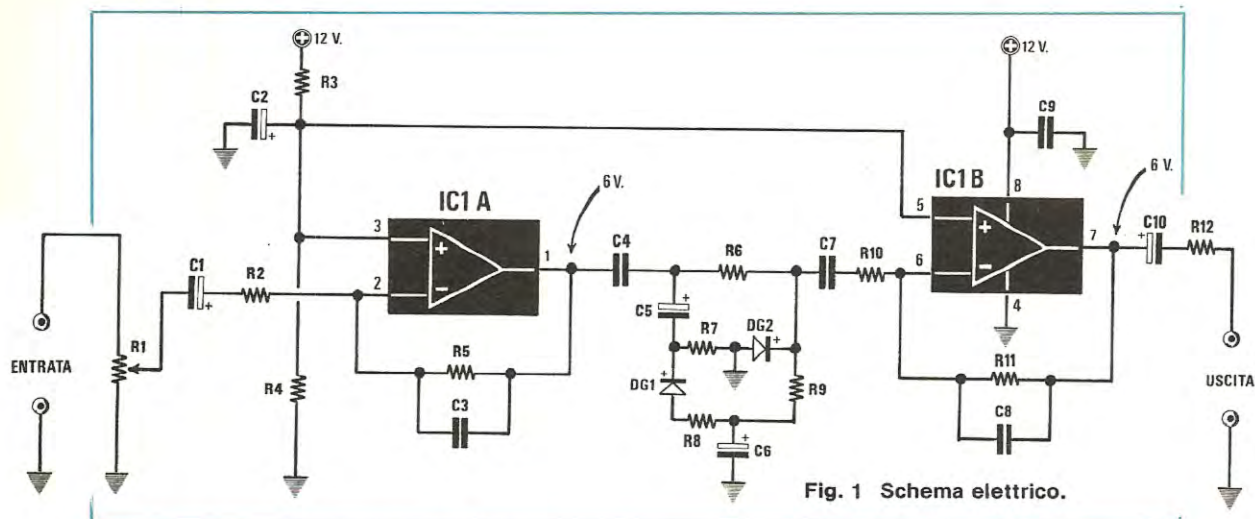 12 V.
12 V.
R3
C2
C9
+
6 V.
6 V.
IC1 A
IC1 B
8
5
3
+
+
7
C10
+
R12
1
C4
R6
C7
R10
C1
R2
2
-
6
-
+
+
4
C5
R7
DG2
+
ENTRATA
R1
R5
+
R11
USCITA
DG1
R9
R4
C3
R8
+
C8
C6
Fig. 1 Schema elettrico.